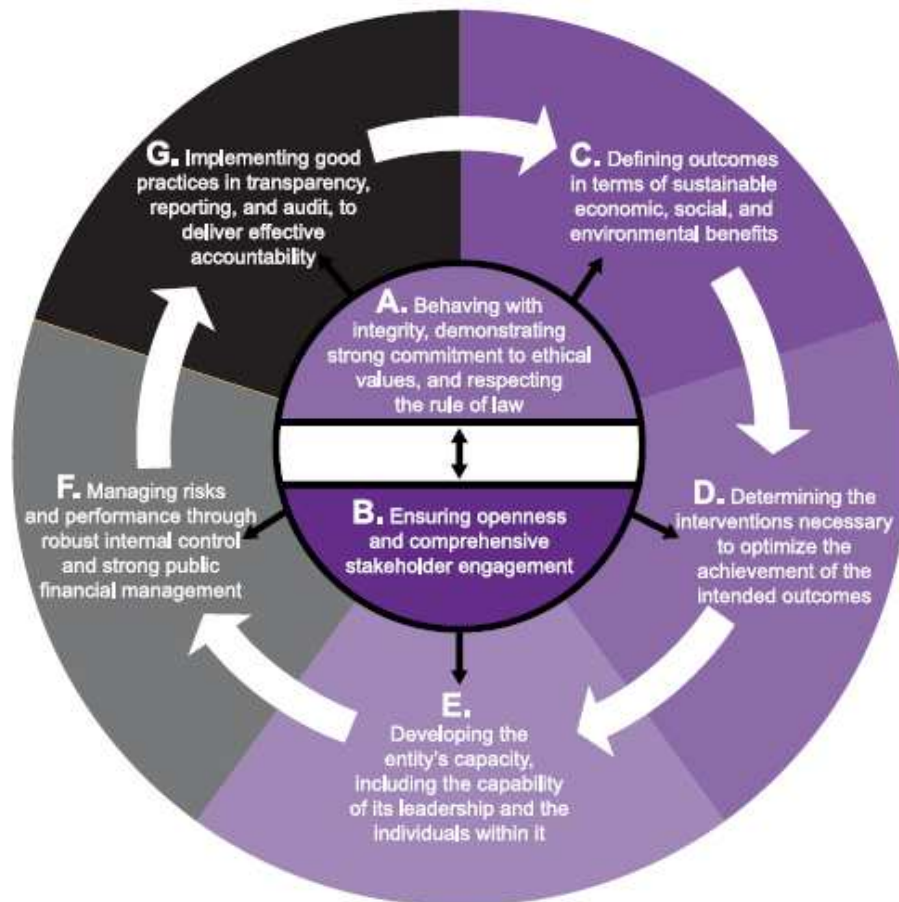 G. Implementing good
practices in transparency,
reporting, and audit, to
deliver effective
accountability
C. Defining outcomes
in terms of sustainable
economic, social, and
environmental benefits
A. Behaving with
integrity, demonstrating
strong commitment to ethical
values, and respecting
the rule of law
B. Ensuring openness
and comprehensive
stakeholder engagement
D. Determining the
interventions necessary
to optimize the
achievement of the
intended outcomes
E.
Developing the
entity's capacity,
including the capability
of its leadership and the
individuals within it
F. Managing risks
and performance through
robust internal control
and strong public
financial management